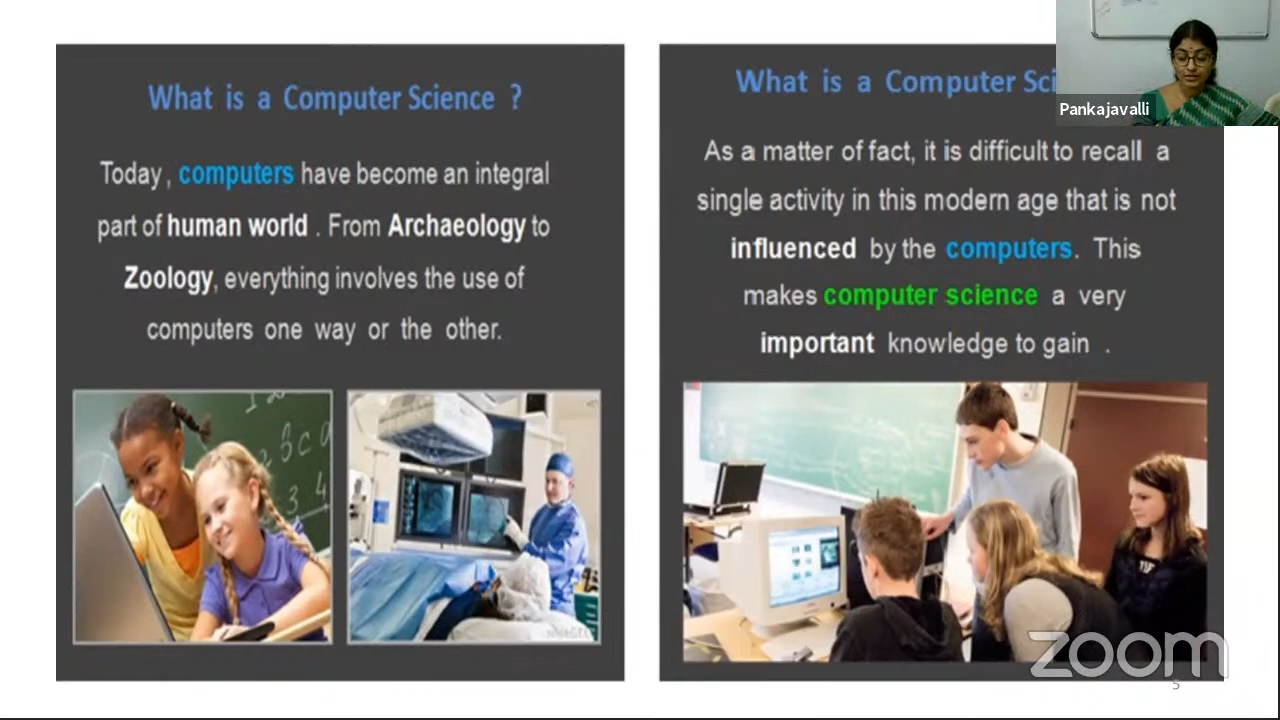 What is a Computer Science ?
Today , computers have become an integral
part of human world . From Archaeology to
Zoology, everything involves the use of
computers one way or the other.
What is a Computer Sci
As a matter of fact, it is difficult to recall a
single activity in this modern age that is not
influenced by the computers. This
makes computer science a very
important knowledge to gain .
Pankajavalli
zoom
5